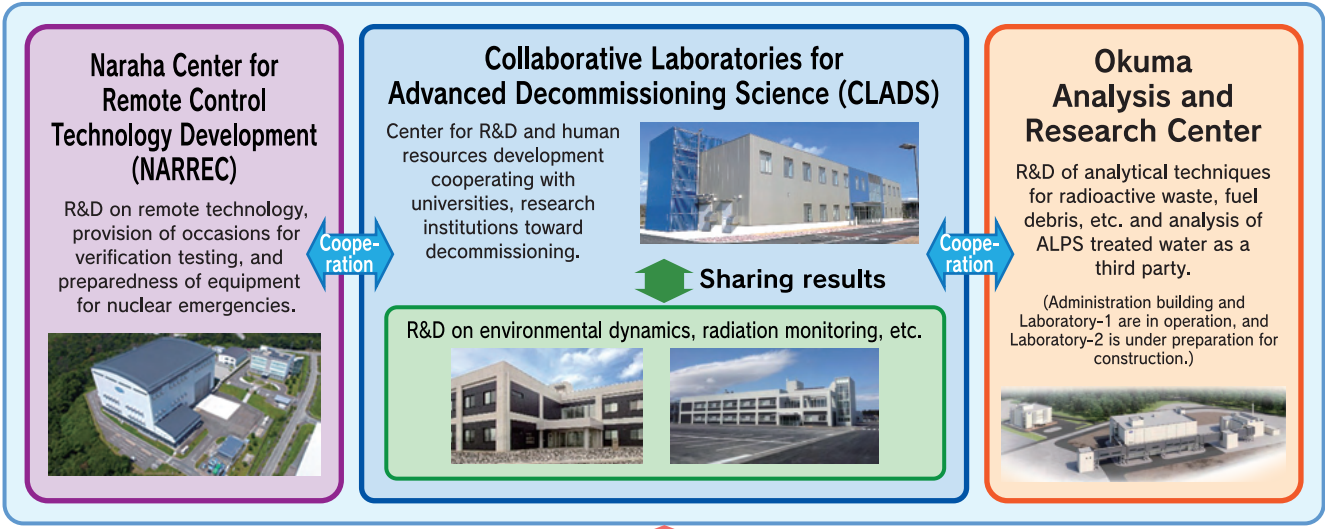 Naraha Center for
Remote Control
Technology Development
(NARREC)
R&D on remote technology,
provision of occasions for
verification testing, and
preparedness of equipment
for nuclear emergencies.
Coope-
ration
Collaborative Laboratories for
Advanced Decommissioning Science (CLADS)
Center for R&D and human
resources development
cooperating with
universities, research
institutions toward
decommissioning.
Sharing results
R&D on environmental dynamics, radiation monitoring, etc.
Coope-
ration
Okuma
Analysis and
Research Center
R&D of analytical techniques
for radioactive waste, fuel
debris, etc. and analysis of
ALPS treated water as a
third party.
(Administration building and
Laboratory-1 are in operation, and
Laboratory-2 is under preparation for
construction.)